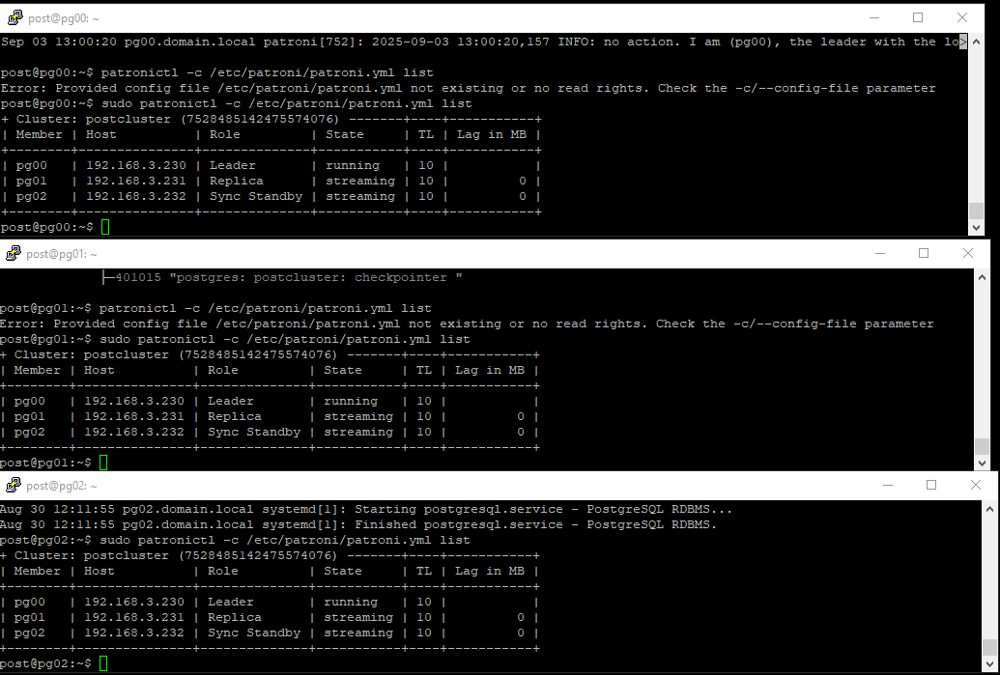 post@pg00: ~
Sep 03 13:00:20 pg00.domain.local patroni[752]: 2025-09-03 13:00:20,157 INFO: no action. I am (pg00), the leader with the lo>
post@pg00:~$ patronictl -c /etc/patroni/patroni.yml list
Error: Provided config file /etc/patroni/patroni.yml not existing or no read rights. Check the -c/--config-file parameter
post@pg00:~$ sudo patronictl -c /etc/patroni/patroni.yml list
+ Cluster: postcluster (7528485142475574076) -------+----+-----------+
| Member | Host          | Role         | State     | TL | Lag in MB |
+--------+---------------+--------------+-----------+----+-----------+
| pg00   | 192.168.3.230 | Leader       | running   | 10 |           |
| pg01   | 192.168.3.231 | Replica      | streaming | 10 |         0 |
| pg02   | 192.168.3.232 | Sync Standby | streaming | 10 |         0 |
+--------+---------------+--------------+-----------+----+-----------+
post@pg00:~$
post@pg01: ~
├─401015 "postgres: postcluster: checkpointer "
post@pg01:~$ patronictl -c /etc/patroni/patroni.yml list
Error: Provided config file /etc/patroni/patroni.yml not existing or no read rights. Check the -c/--config-file parameter
post@pg01:~$ sudo patronictl -c /etc/patroni/patroni.yml list
+ Cluster: postcluster (7528485142475574076) -------+----+-----------+
| Member | Host          | Role         | State     | TL | Lag in MB |
+--------+---------------+--------------+-----------+----+-----------+
| pg00   | 192.168.3.230 | Leader       | running   | 10 |           |
| pg01   | 192.168.3.231 | Replica      | streaming | 10 |         0 |
| pg02   | 192.168.3.232 | Sync Standby | streaming | 10 |         0 |
+--------+---------------+--------------+-----------+----+-----------+
post@pg01:~$
post@pg02: ~
Aug 30 12:11:55 pg02.domain.local systemd[1]: Starting postgresql.service - PostgreSQL RDBMS...
Aug 30 12:11:55 pg02.domain.local systemd[1]: Finished postgresql.service - PostgreSQL RDBMS.
post@pg02:~$ sudo patronictl -c /etc/patroni/patroni.yml list
+ Cluster: postcluster (7528485142475574076) -------+----+-----------+
| Member | Host          | Role         | State     | TL | Lag in MB |
+--------+---------------+--------------+-----------+----+-----------+
| pg00   | 192.168.3.230 | Leader       | running   | 10 |           |
| pg01   | 192.168.3.231 | Replica      | streaming | 10 |         0 |
| pg02   | 192.168.3.232 | Sync Standby | streaming | 10 |         0 |
+--------+---------------+--------------+-----------+----+-----------+
post@pg02:~$